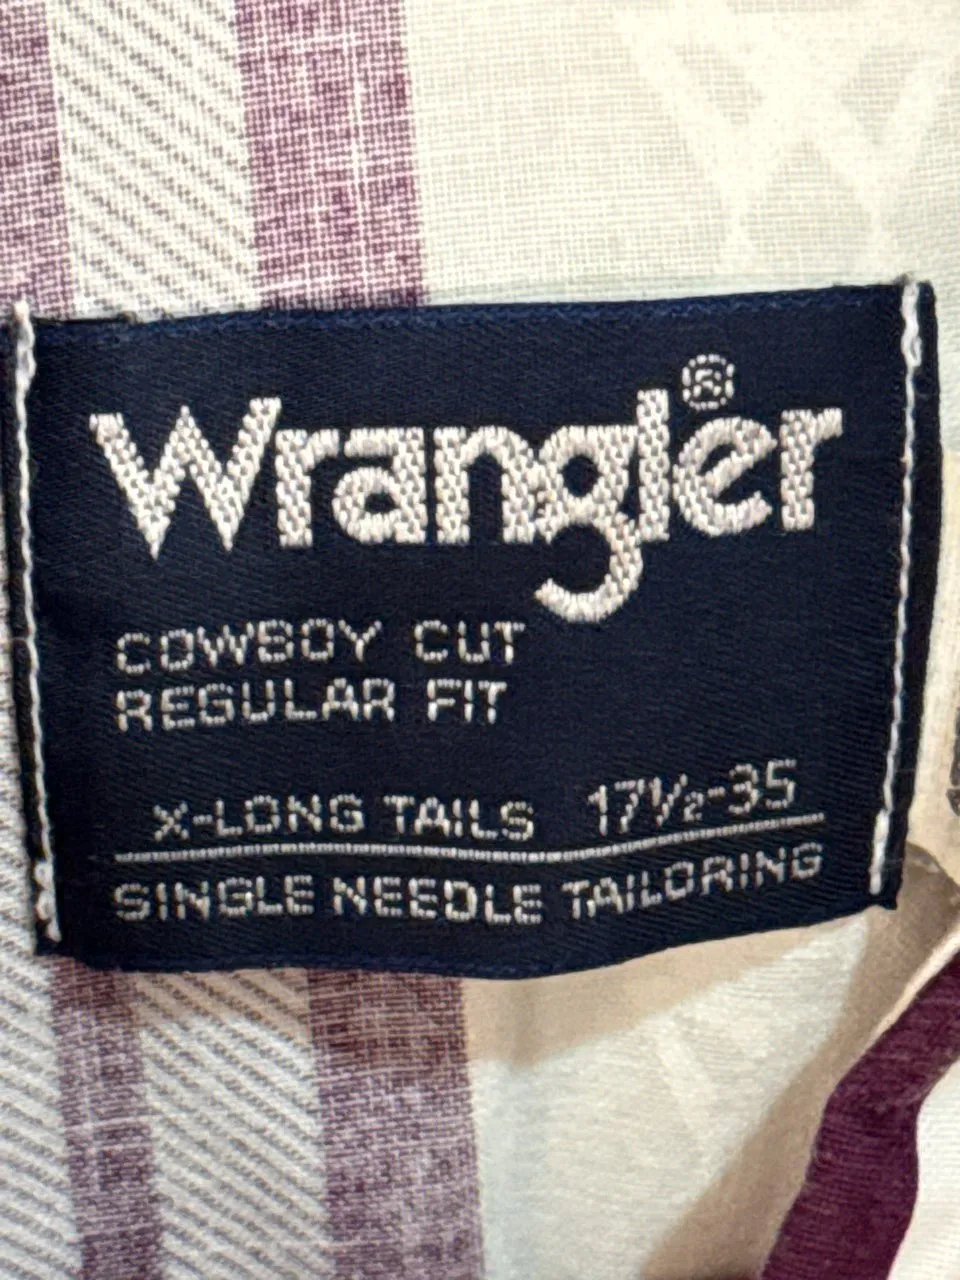 Wrangler®
COWBOY CUT
REGULAR FIT
X-LONG TAILS 17½-35
SINGLE NEEDLE TAILORING